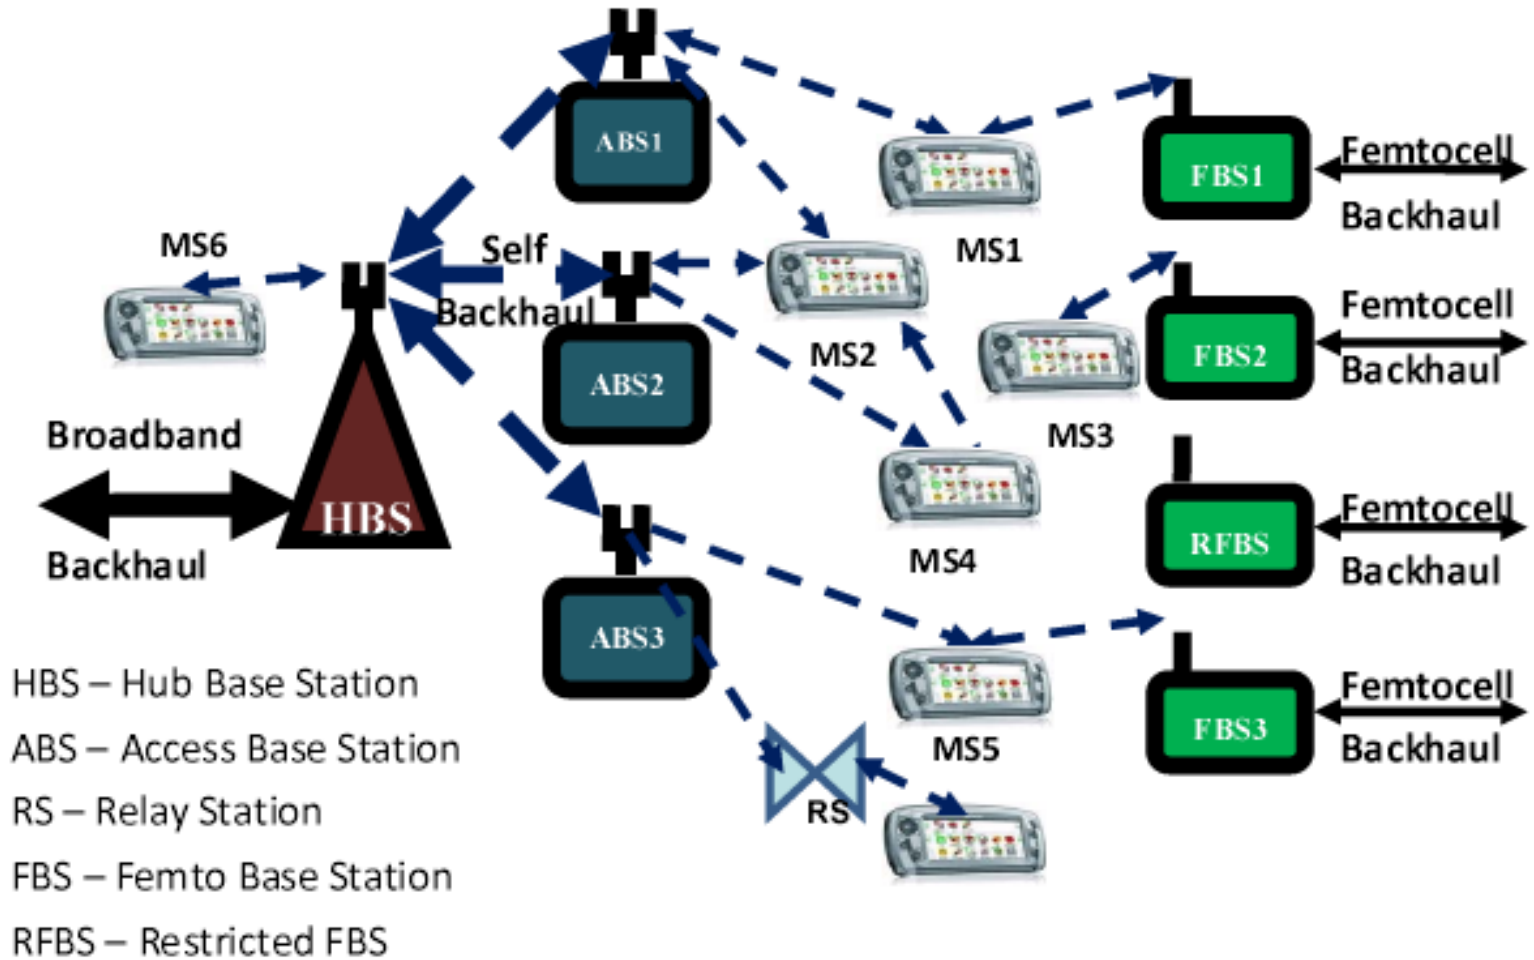 ABS1
FBS1
Femtocell
Backhaul
MS1
MS6
Self
Backhaul
MS2
ABS2
FBS2
Femtocell
Backhaul
MS3
Broadband
Backhaul
HBS
MS4
RFBS
Femtocell
Backhaul
ABS3
MS5
FBS3
Femtocell
Backhaul
RS
HBS – Hub Base Station
ABS – Access Base Station
RS – Relay Station
FBS – Femto Base Station
RFBS – Restricted FBS